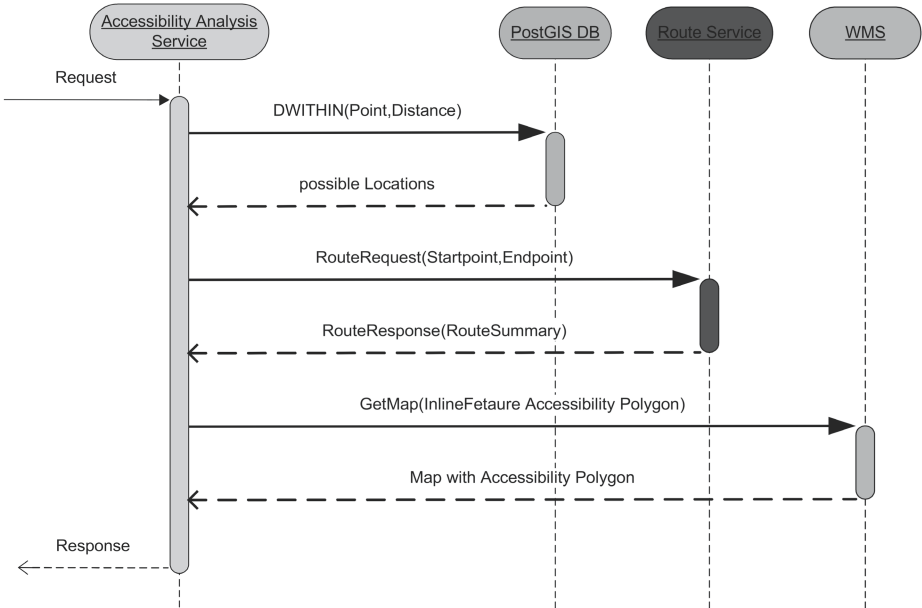 Accessibility Analysis
Service
PostGIS DB
Route Service
WMS
Request
DWITHIN(Point,Distance)
possible Locations
RouteRequest(Startpoint,Endpoint)
RouteResponse(RouteSummary)
GetMap(InlineFetaure Accessibility Polygon)
Map with Accessibility Polygon
Response